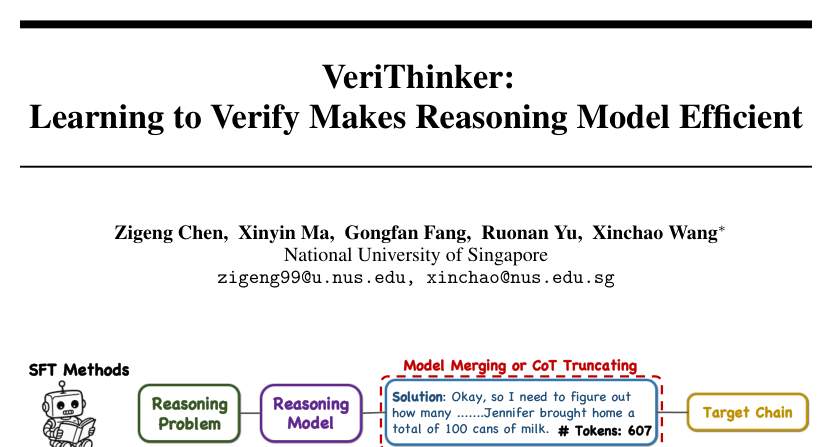 VeriThinker:
Learning to Verify Makes Reasoning Model Efficient
Zigeng Chen, Xinyin Ma, Gongfan Fang, Ruonan Yu, Xinchao Wang*
National University of Singapore
zigeng99@u.nus.edu, xinchao@nus.edu.sg
SFT Methods
Model Merging or CoT Truncating
Reasoning
Problem
Reasoning
Model
Solution: Okay, so I need to figure out
how many .......Jennifer brought home a
total of 100 cans of milk. # Tokens: 607
Target Chain